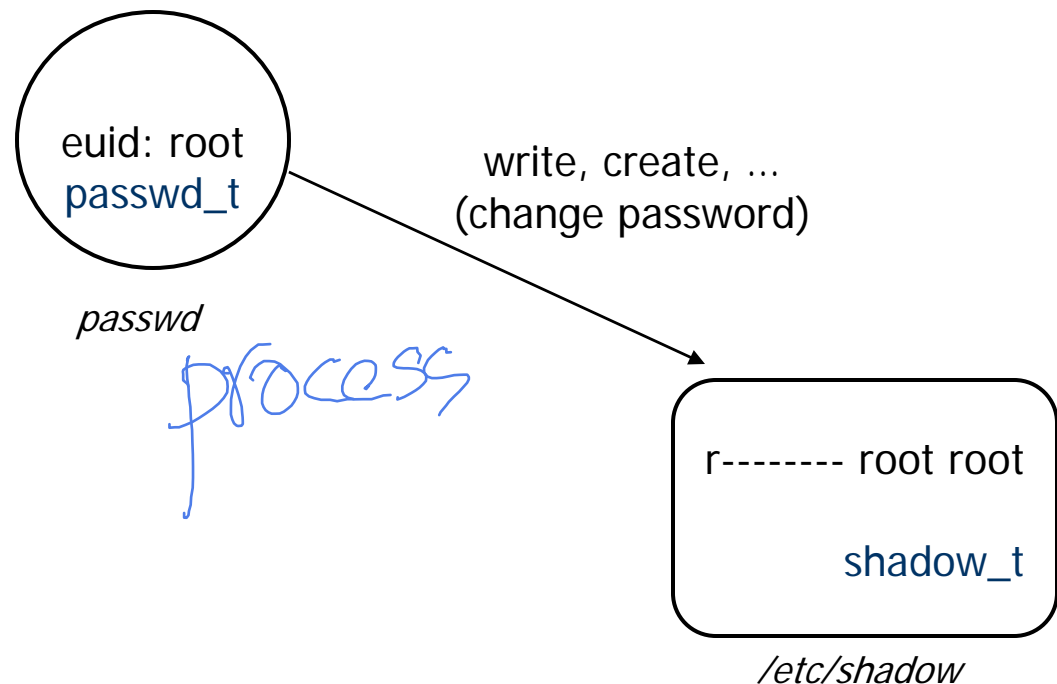 euid: root
passwd_t
write, create, ...
(change password)
passwd
process
r-------- root root
shadow_t
/etc/shadow